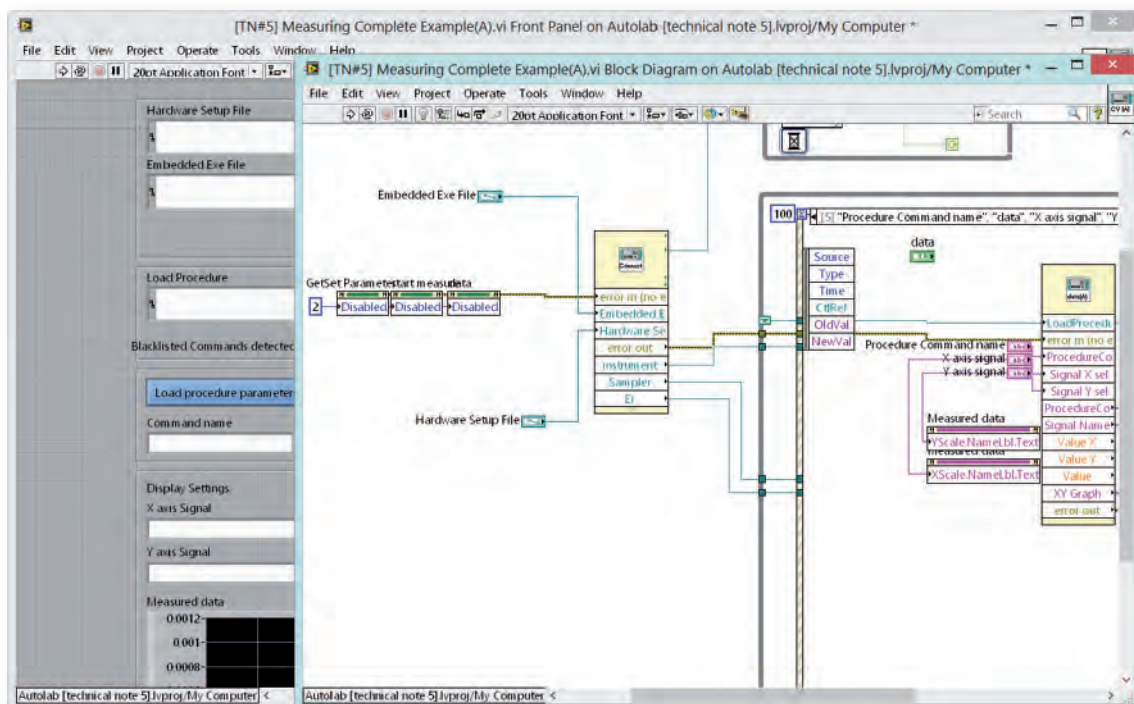 [TN#5] Measuring Complete Example(A).vi Front Panel on Autolab [technical note 5].lvproj/My Computer *
File Edit View Project Operate Tools Window Help
20pt Application Font
Hardware Setup File
Embedded Exe File
Load Procedure
Blacklisted Commands detected
Load procedure parameter
Command name
Display Settings
X axis Signal
Y axis Signal
Measured data
0.0012
0.001
0.0008
Autolab [technical note 5].lvproj/My Computer
[TN#5] Measuring Complete Example(A).vi Block Diagram on Autolab [technical note 5].lvproj/My Computer *
File Edit View Project Operate Tools Window Help
20pt Application Font
Search
Embedded Exe File
Connect
GetSet Parameter start measur data
2 Disabled Disabled Disabled
error in (no e
Embedded E
Hardware Se
error out
instrument
Sampler
EI
Hardware Setup File
100
[5] "Procedure Command name", "data", "X axis signal", "Y
data
Source
Type
Time
CtlRef
OldVal
NewVal
Procedure Command name
X axis signal
Y axis signal
Measured data
YScale.NameLbl.Text
Measured data
XScale.NameLbl.Text
LoadProcedu
error in (no e
ProcedureCo
Signal X sel
Signal Y sel
ProcedureCo
Signal Name
Value X
Value Y
Value
XY Graph
error out
Autolab [technical note 5].lvproj/My Computer